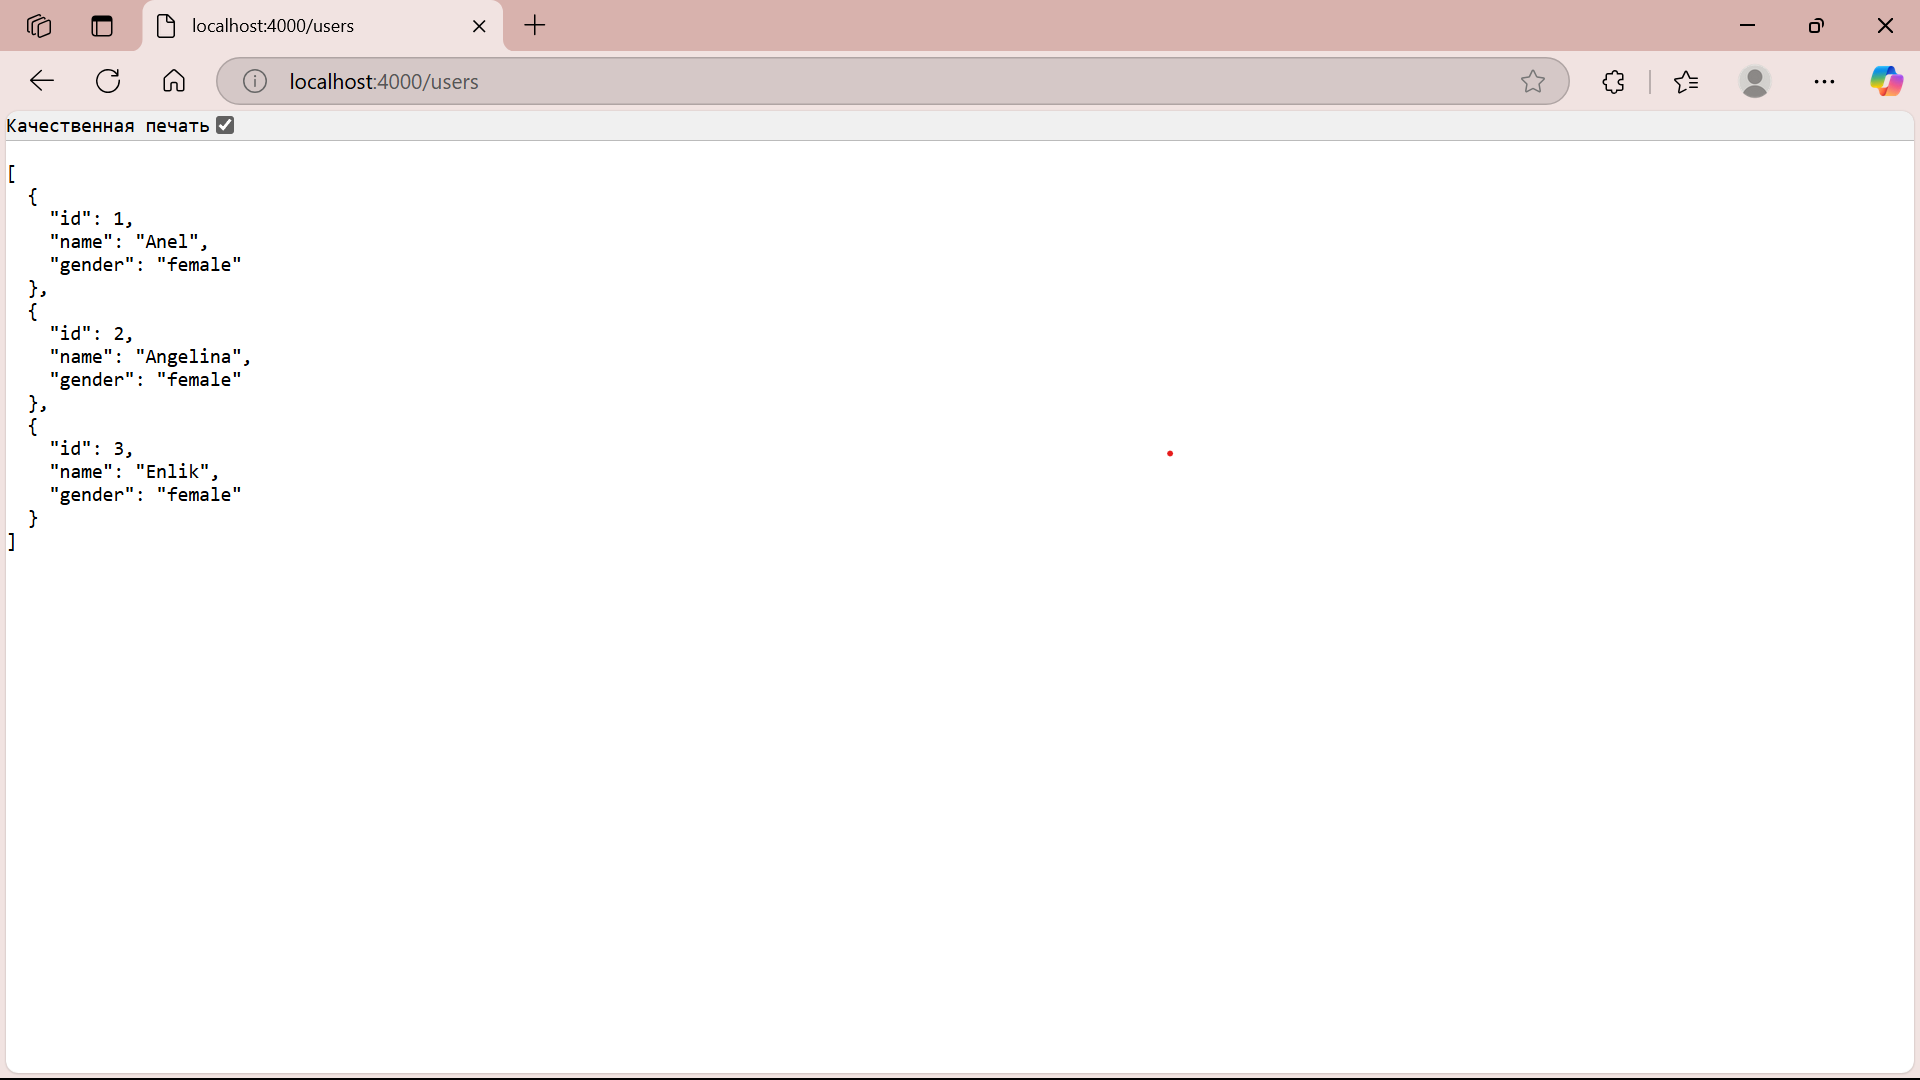 localhost:4000/users
localhost:4000/users
Качественная печать
[
  {
    "id": 1,
    "name": "Anel",
    "gender": "female"
  },
  {
    "id": 2,
    "name": "Angelina",
    "gender": "female"
  },
  {
    "id": 3,
    "name": "Enlik",
    "gender": "female"
  }
]